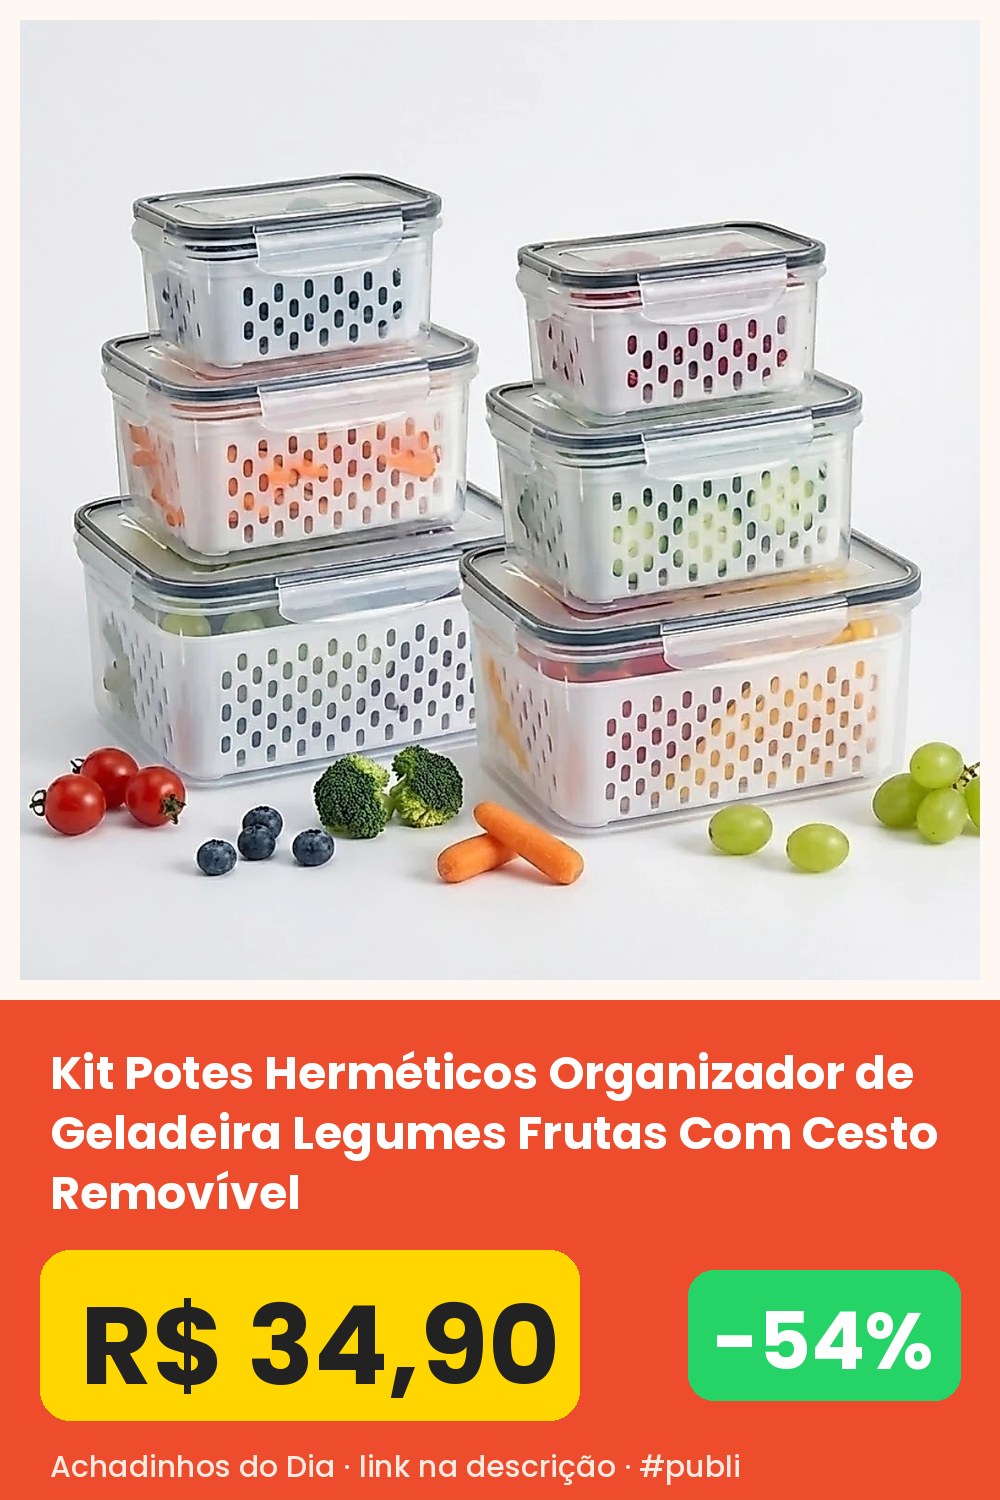 Kit Potes Herméticos Organizador de
Geladeira Legumes Frutas Com Cesto
Removível
R$ 34,90
-54%
Achadinhos do Dia · link na descrição · #publi